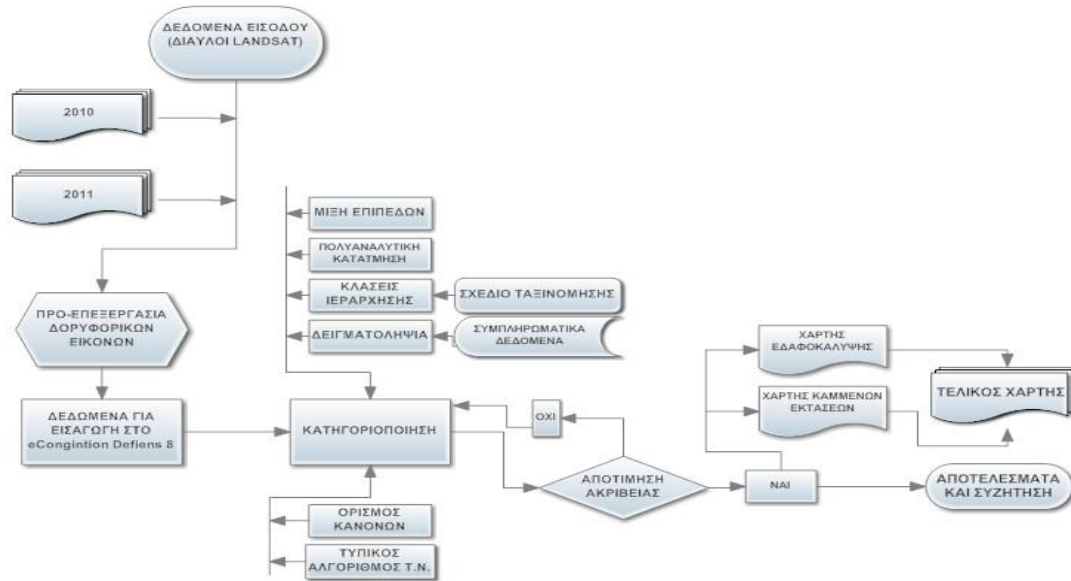 ΔΕΔΟΜΕΝΑ ΕΙΣΟΔΟΥ
(ΔΙΑΥΛΟΙ LANDSAT)
2010
2011
ΜΙΞΗ ΕΠΙΠΕΔΩΝ
ΠΟΛΥΑΝΑΛΥΤΙΚΗ
ΚΑΤΑΤΜΗΣΗ
ΚΛΑΣΕΙΣ
ΙΕΡΑΡΧΗΣΗΣ
ΣΧΕΔΙΟ ΤΑΞΙΝΟΜΗΣΗΣ
ΔΕΙΓΜΑΤΟΛΗΨΙΑ
ΣΥΜΠΛΗΡΩΜΑΤΙΚΑ
ΔΕΔΟΜΕΝΑ
ΠΡΟ-ΕΠΕΞΕΡΓΑΣΙΑ
ΔΟΡΥΦΟΡΙΚΩΝ
ΕΙΚΟΝΩΝ
ΧΑΡΤΗΣ
ΕΔΑΦΟΚΑΛΥΨΗΣ
ΤΕΛΙΚΟΣ ΧΑΡΤΗΣ
ΧΑΡΤΗΣ ΚΑΜΜΕΝΩΝ
ΕΚΤΑΣΕΩΝ
ΔΕΔΩΜΕΝΑ ΓΙΑ
ΕΙΣΑΓΩΓΗ ΣΤΟ
eCongintion Defiens 8
ΚΑΤΗΓΟΡΙΟΠΟΙΗΣΗ
ΟΧΙ
ΑΠΟΤΙΜΗΣΗ
ΑΚΡΙΒΕΙΑΣ
ΝΑΙ
ΑΠΟΤΕΛΕΣΜΑΤΑ
ΚΑΙ ΣΥΖΗΤΗΣΗ
ΟΡΙΣΜΟΣ
ΚΑΝΟΝΩΝ
ΤΥΠΙΚΟΣ
ΑΛΓΟΡΙΘΜΟΣ Τ.Ν.